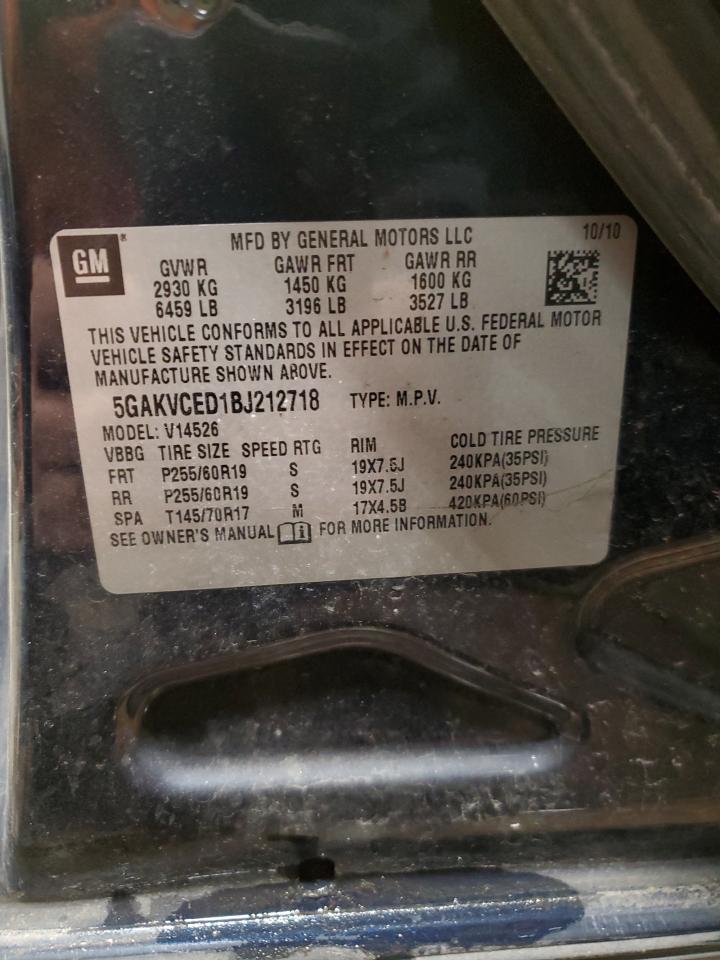 GM ®
MFD BY GENERAL MOTORS LLC 10/10
GVWR GAWR FRT GAWR RR
2930 KG 1450 KG 1600 KG
6459 LB 3196 LB 3527 LB
THIS VEHICLE CONFORMS TO ALL APPLICABLE U.S. FEDERAL MOTOR
VEHICLE SAFETY STANDARDS IN EFFECT ON THE DATE OF
MANUFACTURE SHOWN ABOVE.
5GAKVCED1BJ212718 TYPE: M.P.V.
MODEL: V14526
VBBG TIRE SIZE SPEED RTG RIM COLD TIRE PRESSURE
FRT P255/60R19 S 19X7.5J 240KPA(35PSI)
RR P255/60R19 S 19X7.5J 240KPA(35PSI)
SPA T145/70R17 M 17X4.5B 420KPA(60PSI)
SEE OWNER'S MANUAL i FOR MORE INFORMATION.